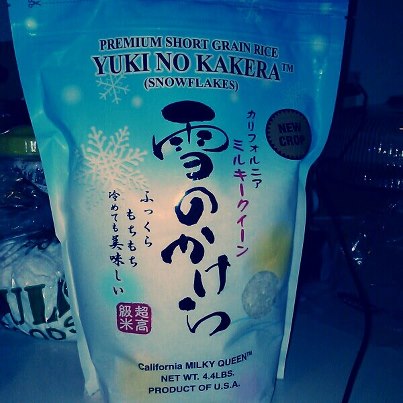 PREMIUM SHORT GRAIN RICE
YUKI NO KAKERA™
(SNOWFLAKES)
カリフォルニア
ミルキークイーン
NEW
CROP
雪のかけら
ふっくら
もちもち
冷めても美味しい
超高
級米
California MILKY QUEEN™
NET WT. 4.4LBS.
PRODUCT OF U.S.A.